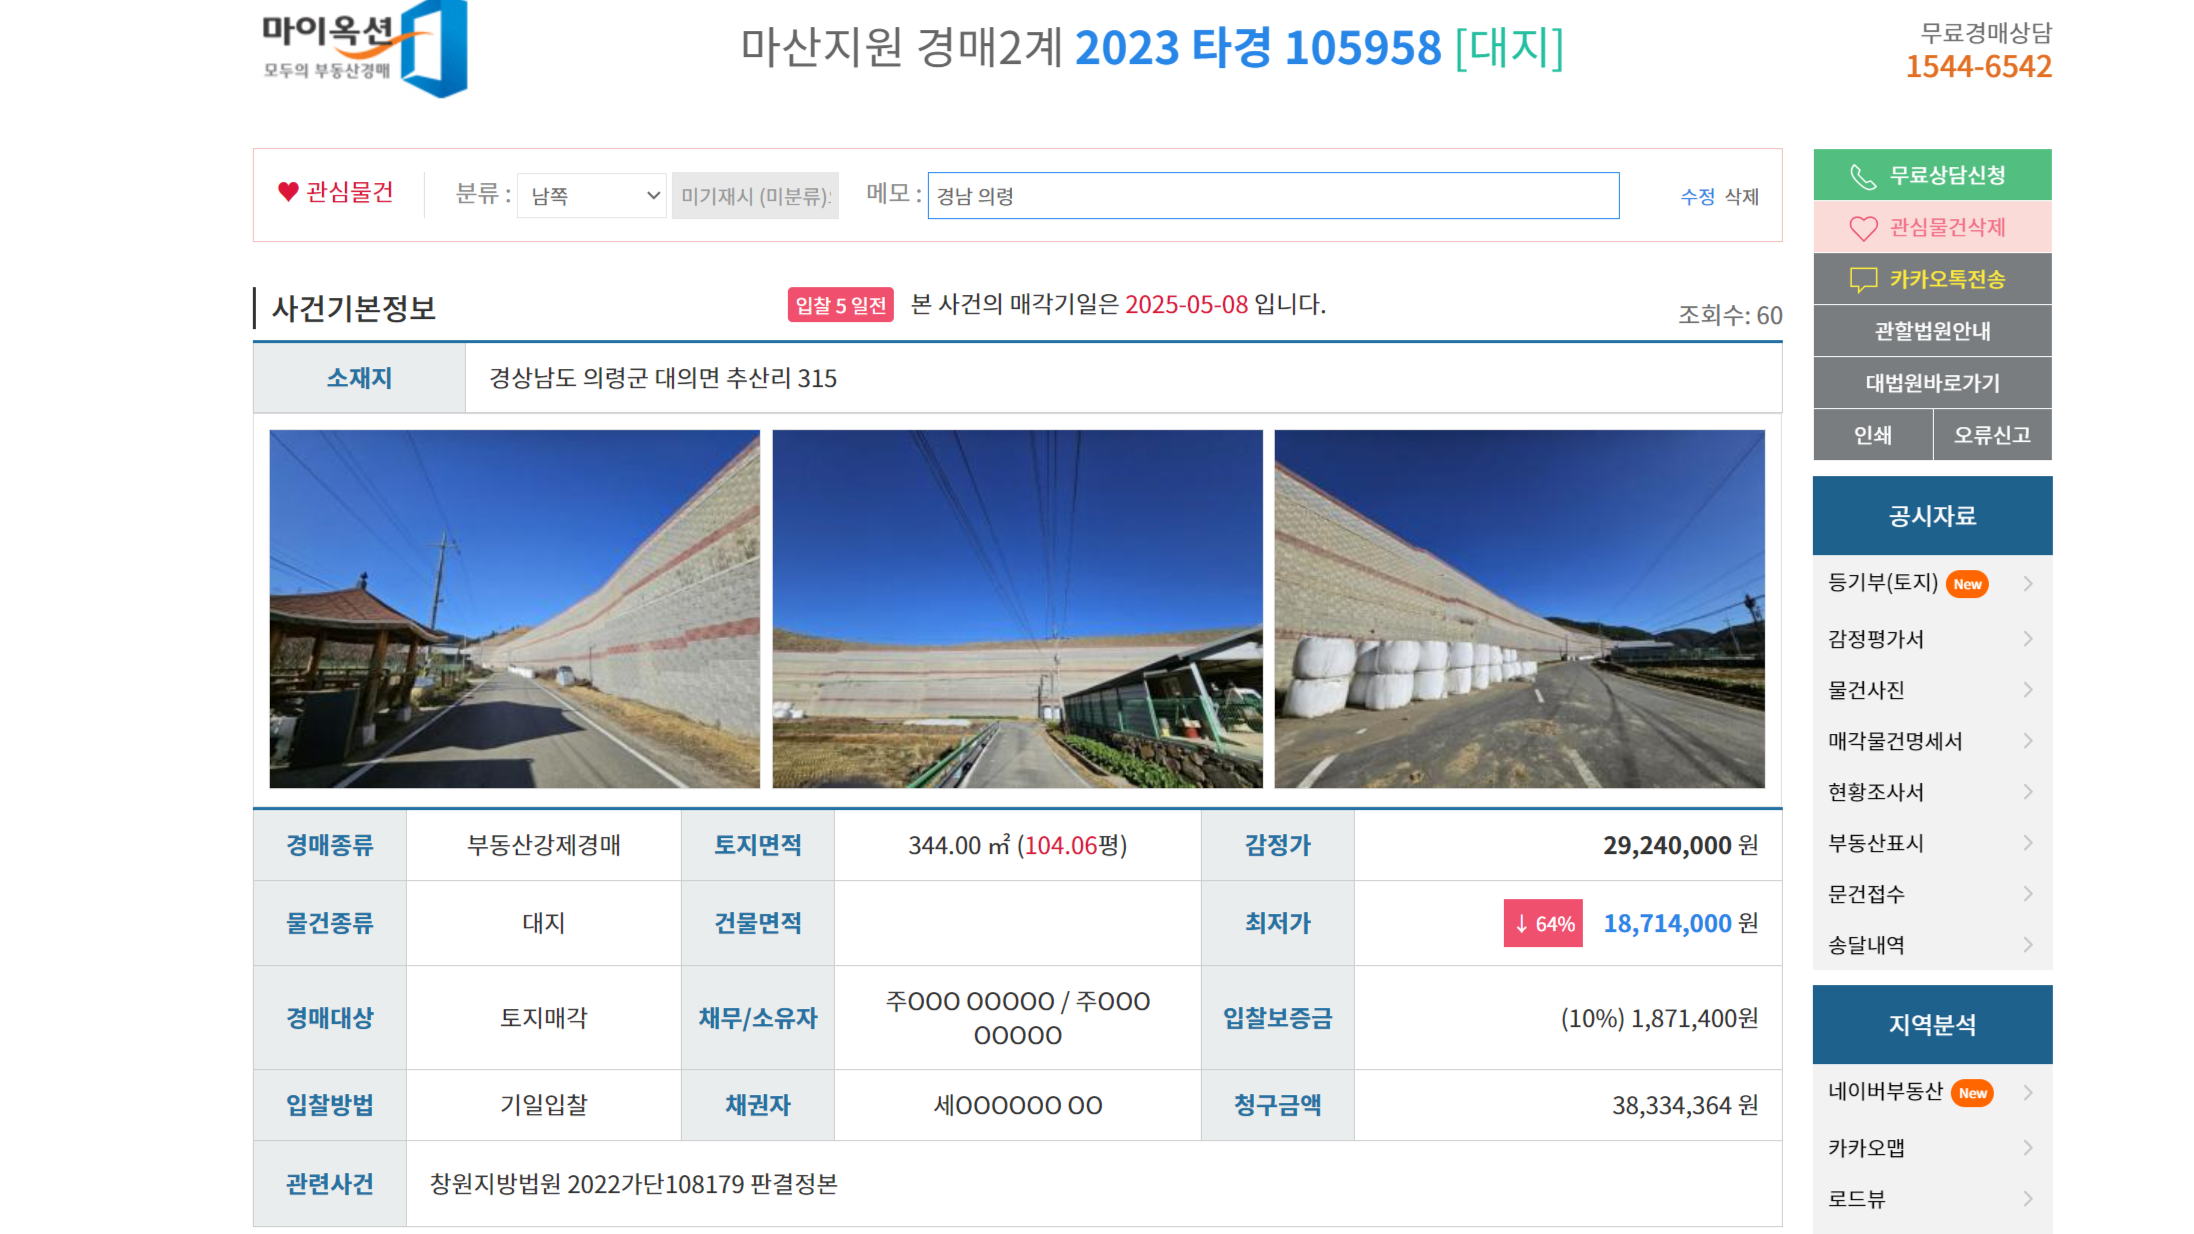 마이옥션
모두의 부동산경매
마산지원 경매2계 2023 타경 105958 [대지]
무료경매상담
1544-6542
관심물건 분류 : 남쪽 미기재시 (미분류) 메모 : 경남 의령 수정 삭제
무료상담신청
관심물건삭제
카카오톡전송
관할법원안내
대법원바로가기
인쇄 오류신고
사건기본정보 입찰 5 일전 본 사건의 매각기일은 2025-05-08 입니다. 조회수: 60
소재지 경상남도 의령군 대의면 추산리 315
경매종류 부동산강제경매 토지면적 344.00 ㎡ (104.06평) 감정가 29,240,000 원
물건종류 대지 건물면적 최저가 ↓ 64% 18,714,000 원
경매대상 토지매각 채무/소유자 주OOO OOOOO / 주OOO
OOOOO 입찰보증금 (10%) 1,871,400원
입찰방법 기일입찰 채권자 세OOOOOO OO 청구금액 38,334,364 원
관련사건 창원지방법원 2022가단108179 판결정본
공시자료
등기부(토지) New
감정평가서
물건사진
매각물건명세서
현황조사서
부동산표시
문건접수
송달내역
지역분석
네이버부동산 New
카카오맵
로드뷰